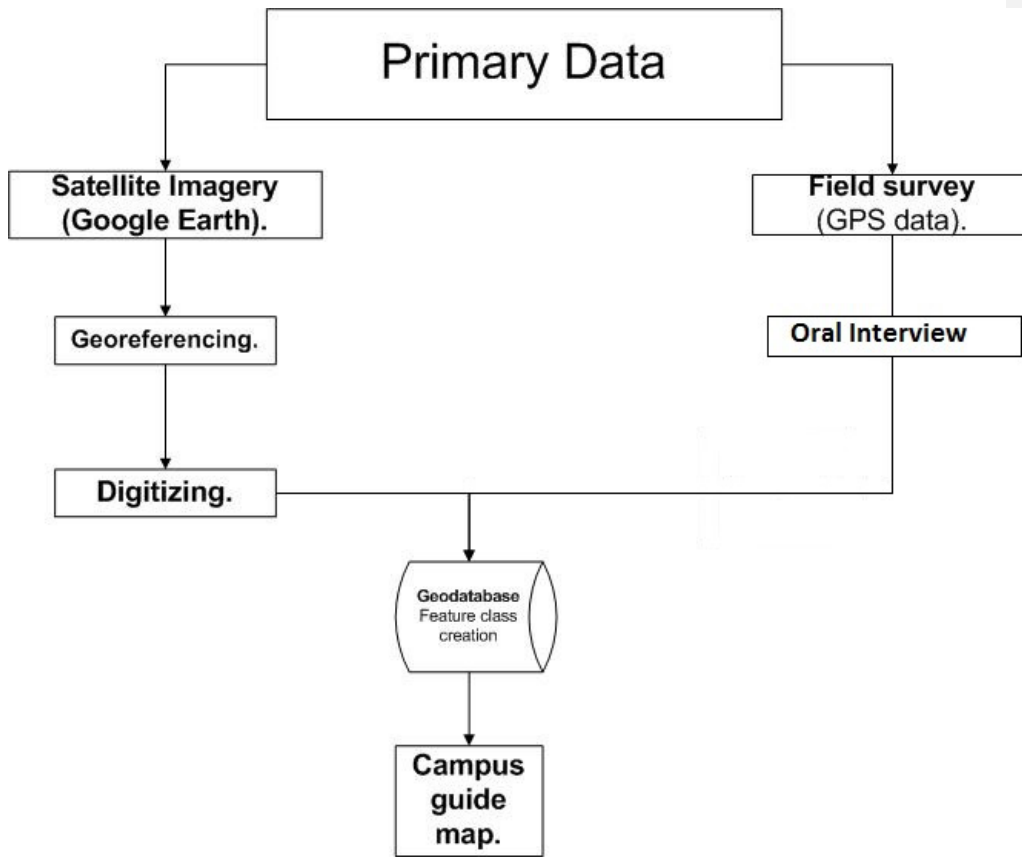 Primary Data
Satellite Imagery
(Google Earth).
Field survey
(GPS data).
Georeferencing.
Oral Interview
Digitizing.
Geodatabase
Feature class
creation
Campus
guide
map.